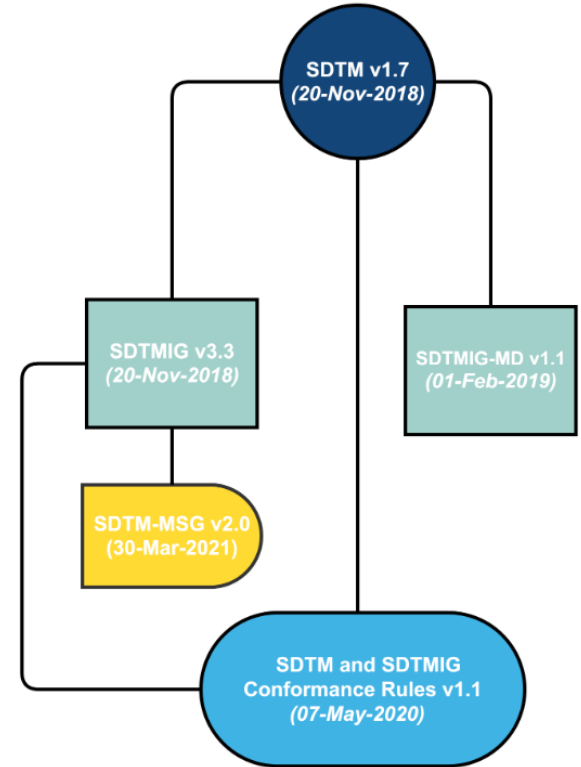 SDTM v1.7
(20-Nov-2018)
SDTMIG v3.3
(20-Nov-2018)
SDTMIG-MD v1.1
(01-Feb-2019)
SDTM-MSG v2.0
(30-Mar-2021)
SDTM and SDTMIG
Conformance Rules v1.1
(07-May-2020)